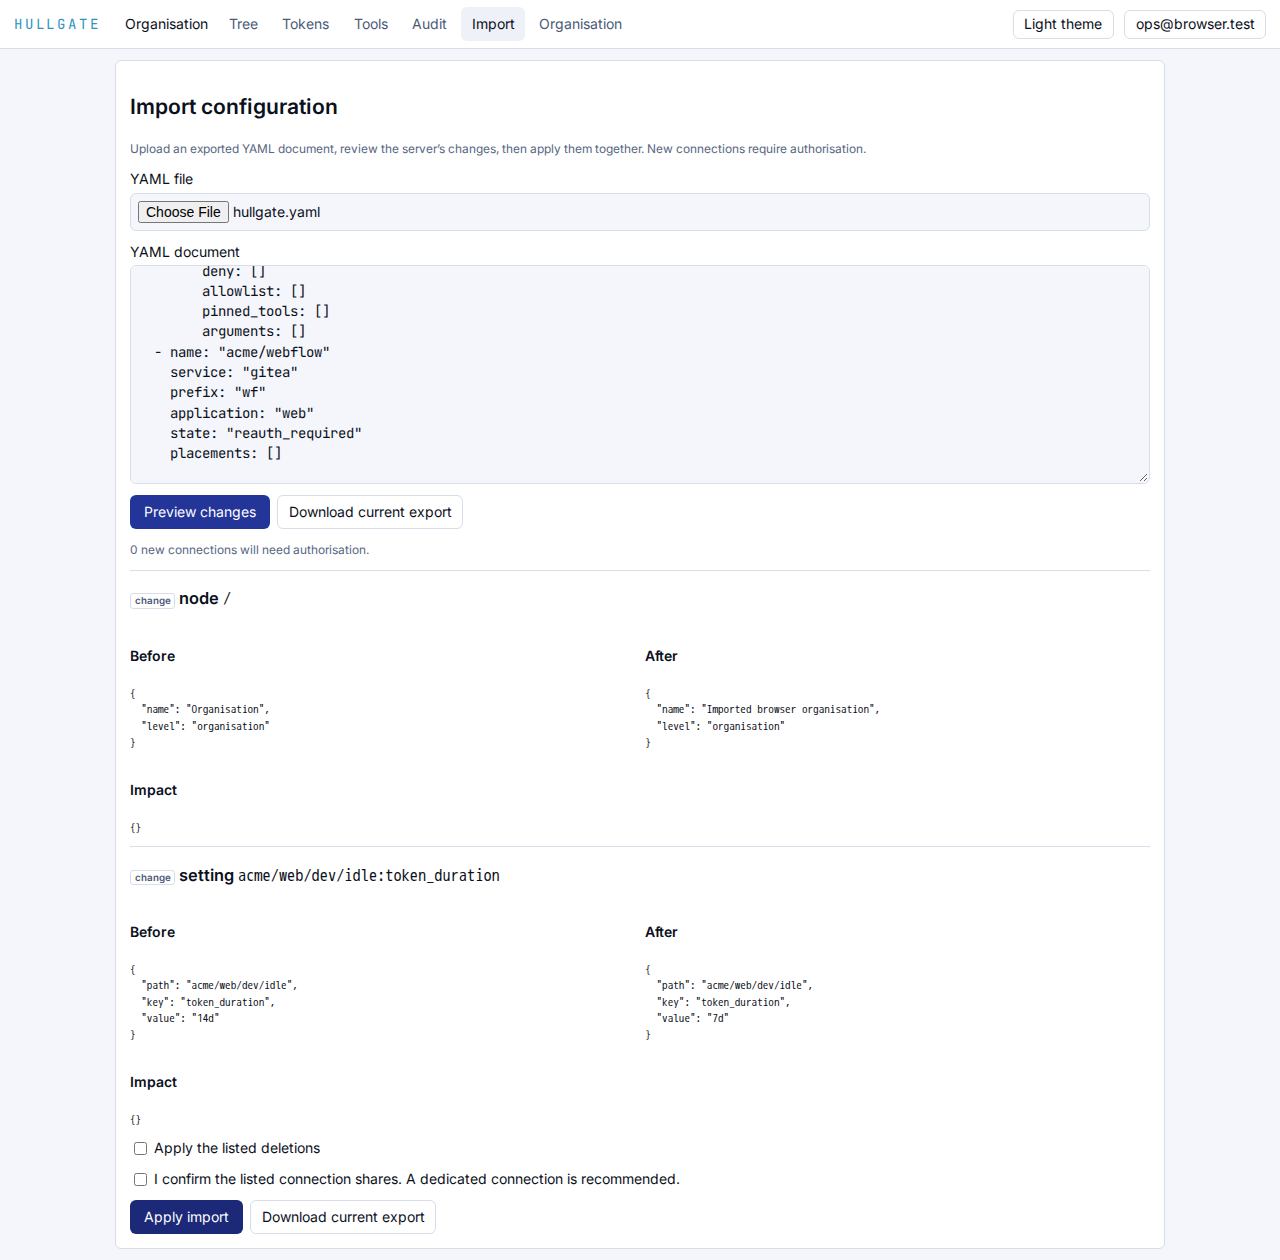 HULLGATE Organisation Tree Tokens Tools Audit Import Organisation Light theme ops@browser.test
Import configuration
Upload an exported YAML document, review the server’s changes, then apply them together. New connections require authorisation.
YAML file
Choose File hullgate.yaml
YAML document
deny: []
allowlist: []
pinned_tools: []
arguments: []
- name: "acme/webflow"
service: "gitea"
prefix: "wf"
application: "web"
state: "reauth_required"
placements: []
Preview changes Download current export
0 new connections will need authorisation.
change node /
Before
{
"name": "Organisation",
"level": "organisation"
}
After
{
"name": "Imported browser organisation",
"level": "organisation"
}
Impact
{}
change setting acme/web/dev/idle:token_duration
Before
{
"path": "acme/web/dev/idle",
"key": "token_duration",
"value": "14d"
}
After
{
"path": "acme/web/dev/idle",
"key": "token_duration",
"value": "7d"
}
Impact
{}
Apply the listed deletions
I confirm the listed connection shares. A dedicated connection is recommended.
Apply import Download current export